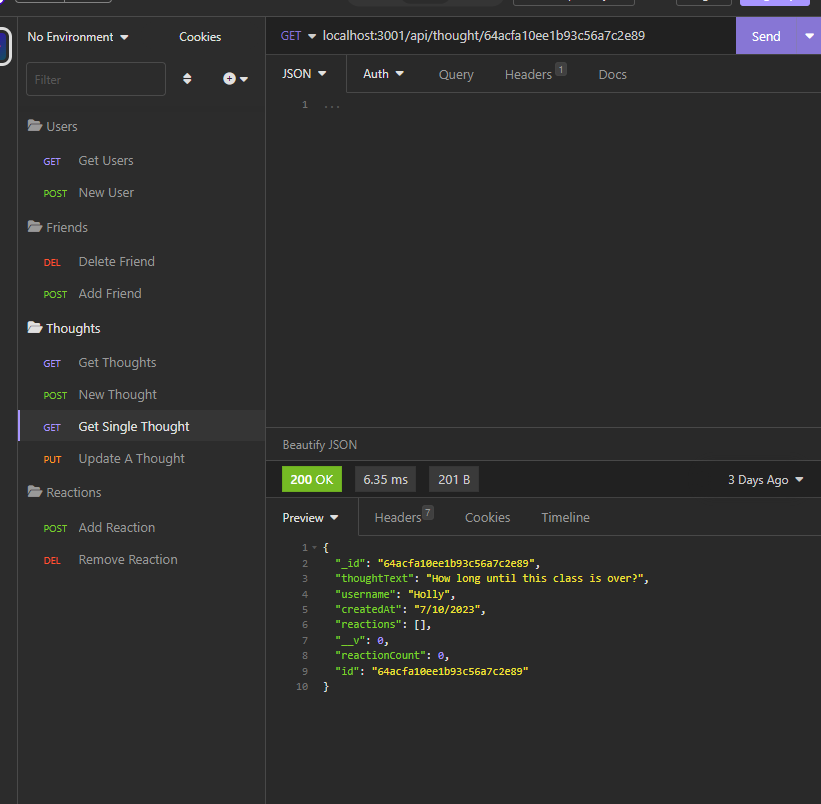 No Environment
Cookies
Filter
Users
GET Get Users
POST New User
Friends
DEL Delete Friend
POST Add Friend
Thoughts
GET Get Thoughts
POST New Thought
GET Get Single Thought
PUT Update A Thought
Reactions
POST Add Reaction
DEL Remove Reaction
GET localhost:3001/api/thought/64acfa10ee1b93c56a7c2e89 Send
JSON Auth Query Headers 1 Docs
1 ...
Beautify JSON
200 OK 6.35 ms 201 B 3 Days Ago
Preview Headers 7 Cookies Timeline
1 {
2 "_id": "64acfa10ee1b93c56a7c2e89",
3 "thoughtText": "How long until this class is over?",
4 "username": "Holly",
5 "createdAt": "7/10/2023",
6 "reactions": [],
7 "__v": 0,
8 "reactionCount": 0,
9 "id": "64acfa10ee1b93c56a7c2e89"
10 }